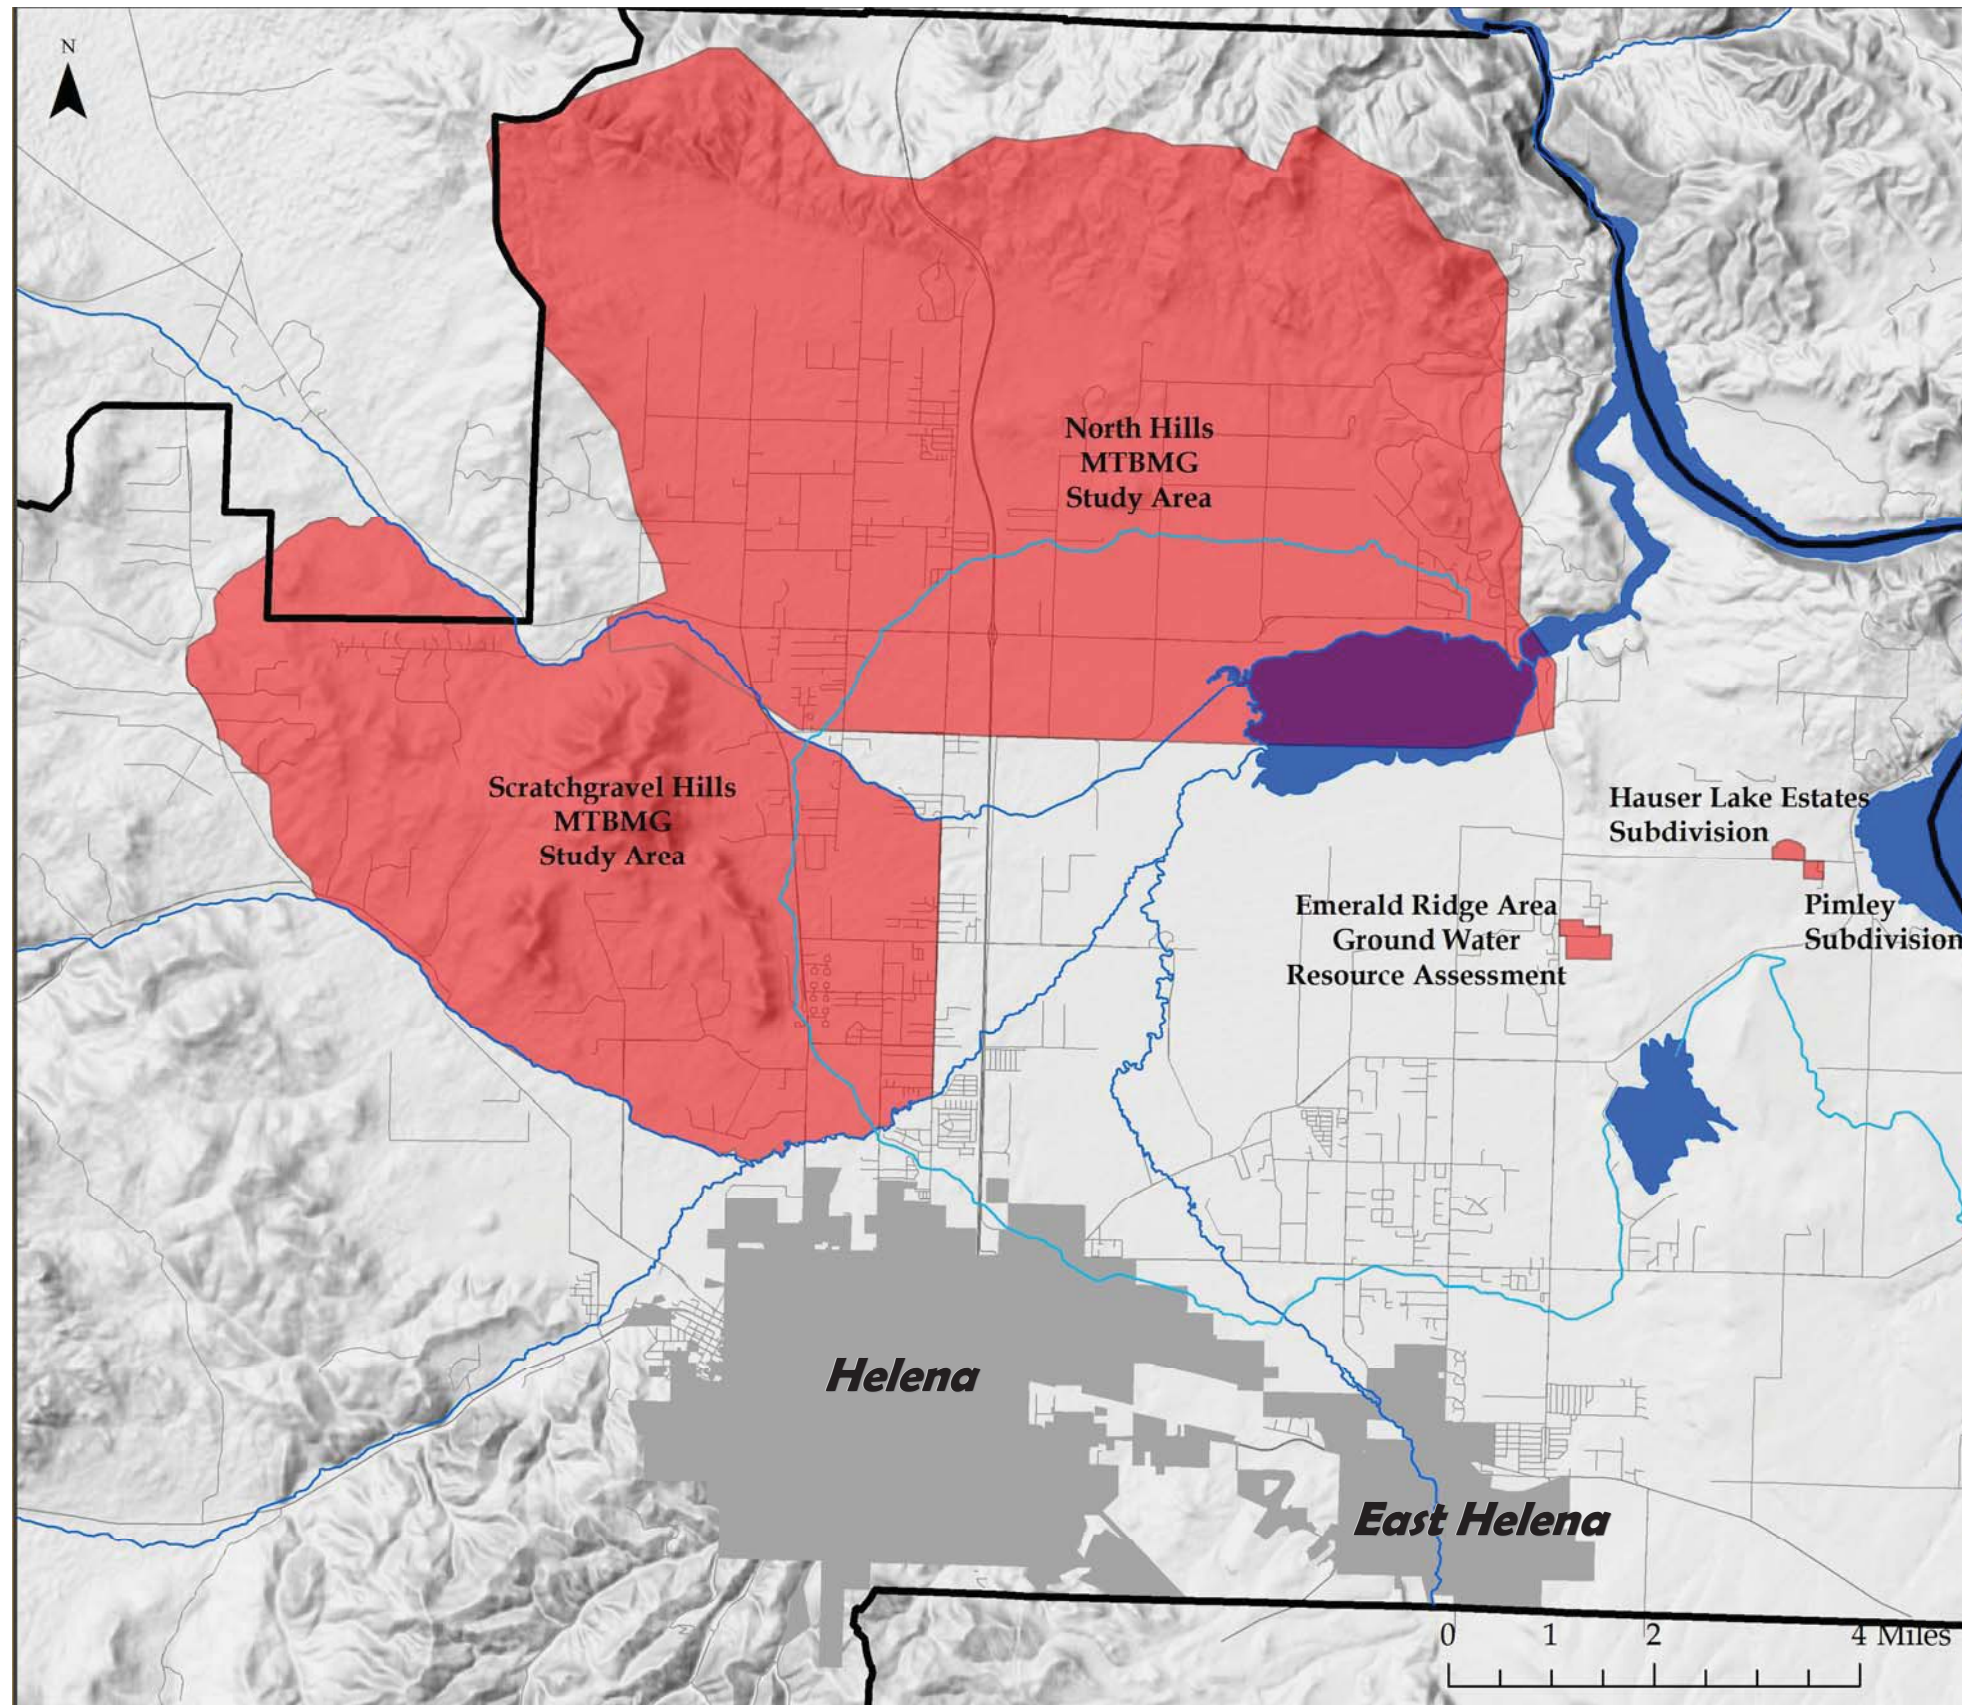 N
North Hills
MTBMG
Study Area
Scratchgravel Hills
MTBMG
Study Area
Hauser Lake Estates
Subdivision
Emerald Ridge Area
Ground Water
Resource Assessment
Pimley
Subdivision
Helena
East Helena
0 1 2 4 Miles